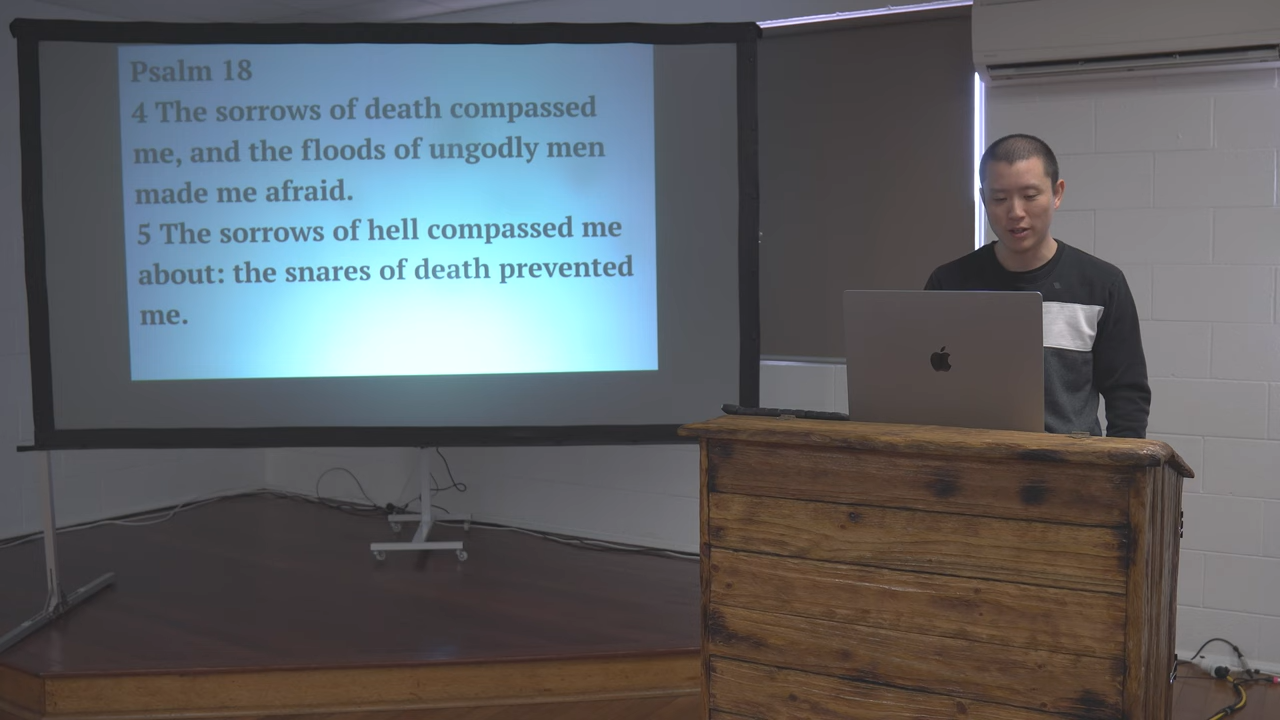 Psalm 18
4 The sorrows of death compassed
me, and the floods of ungodly men
made me afraid.
5 The sorrows of hell compassed me
about: the snares of death prevented
me.